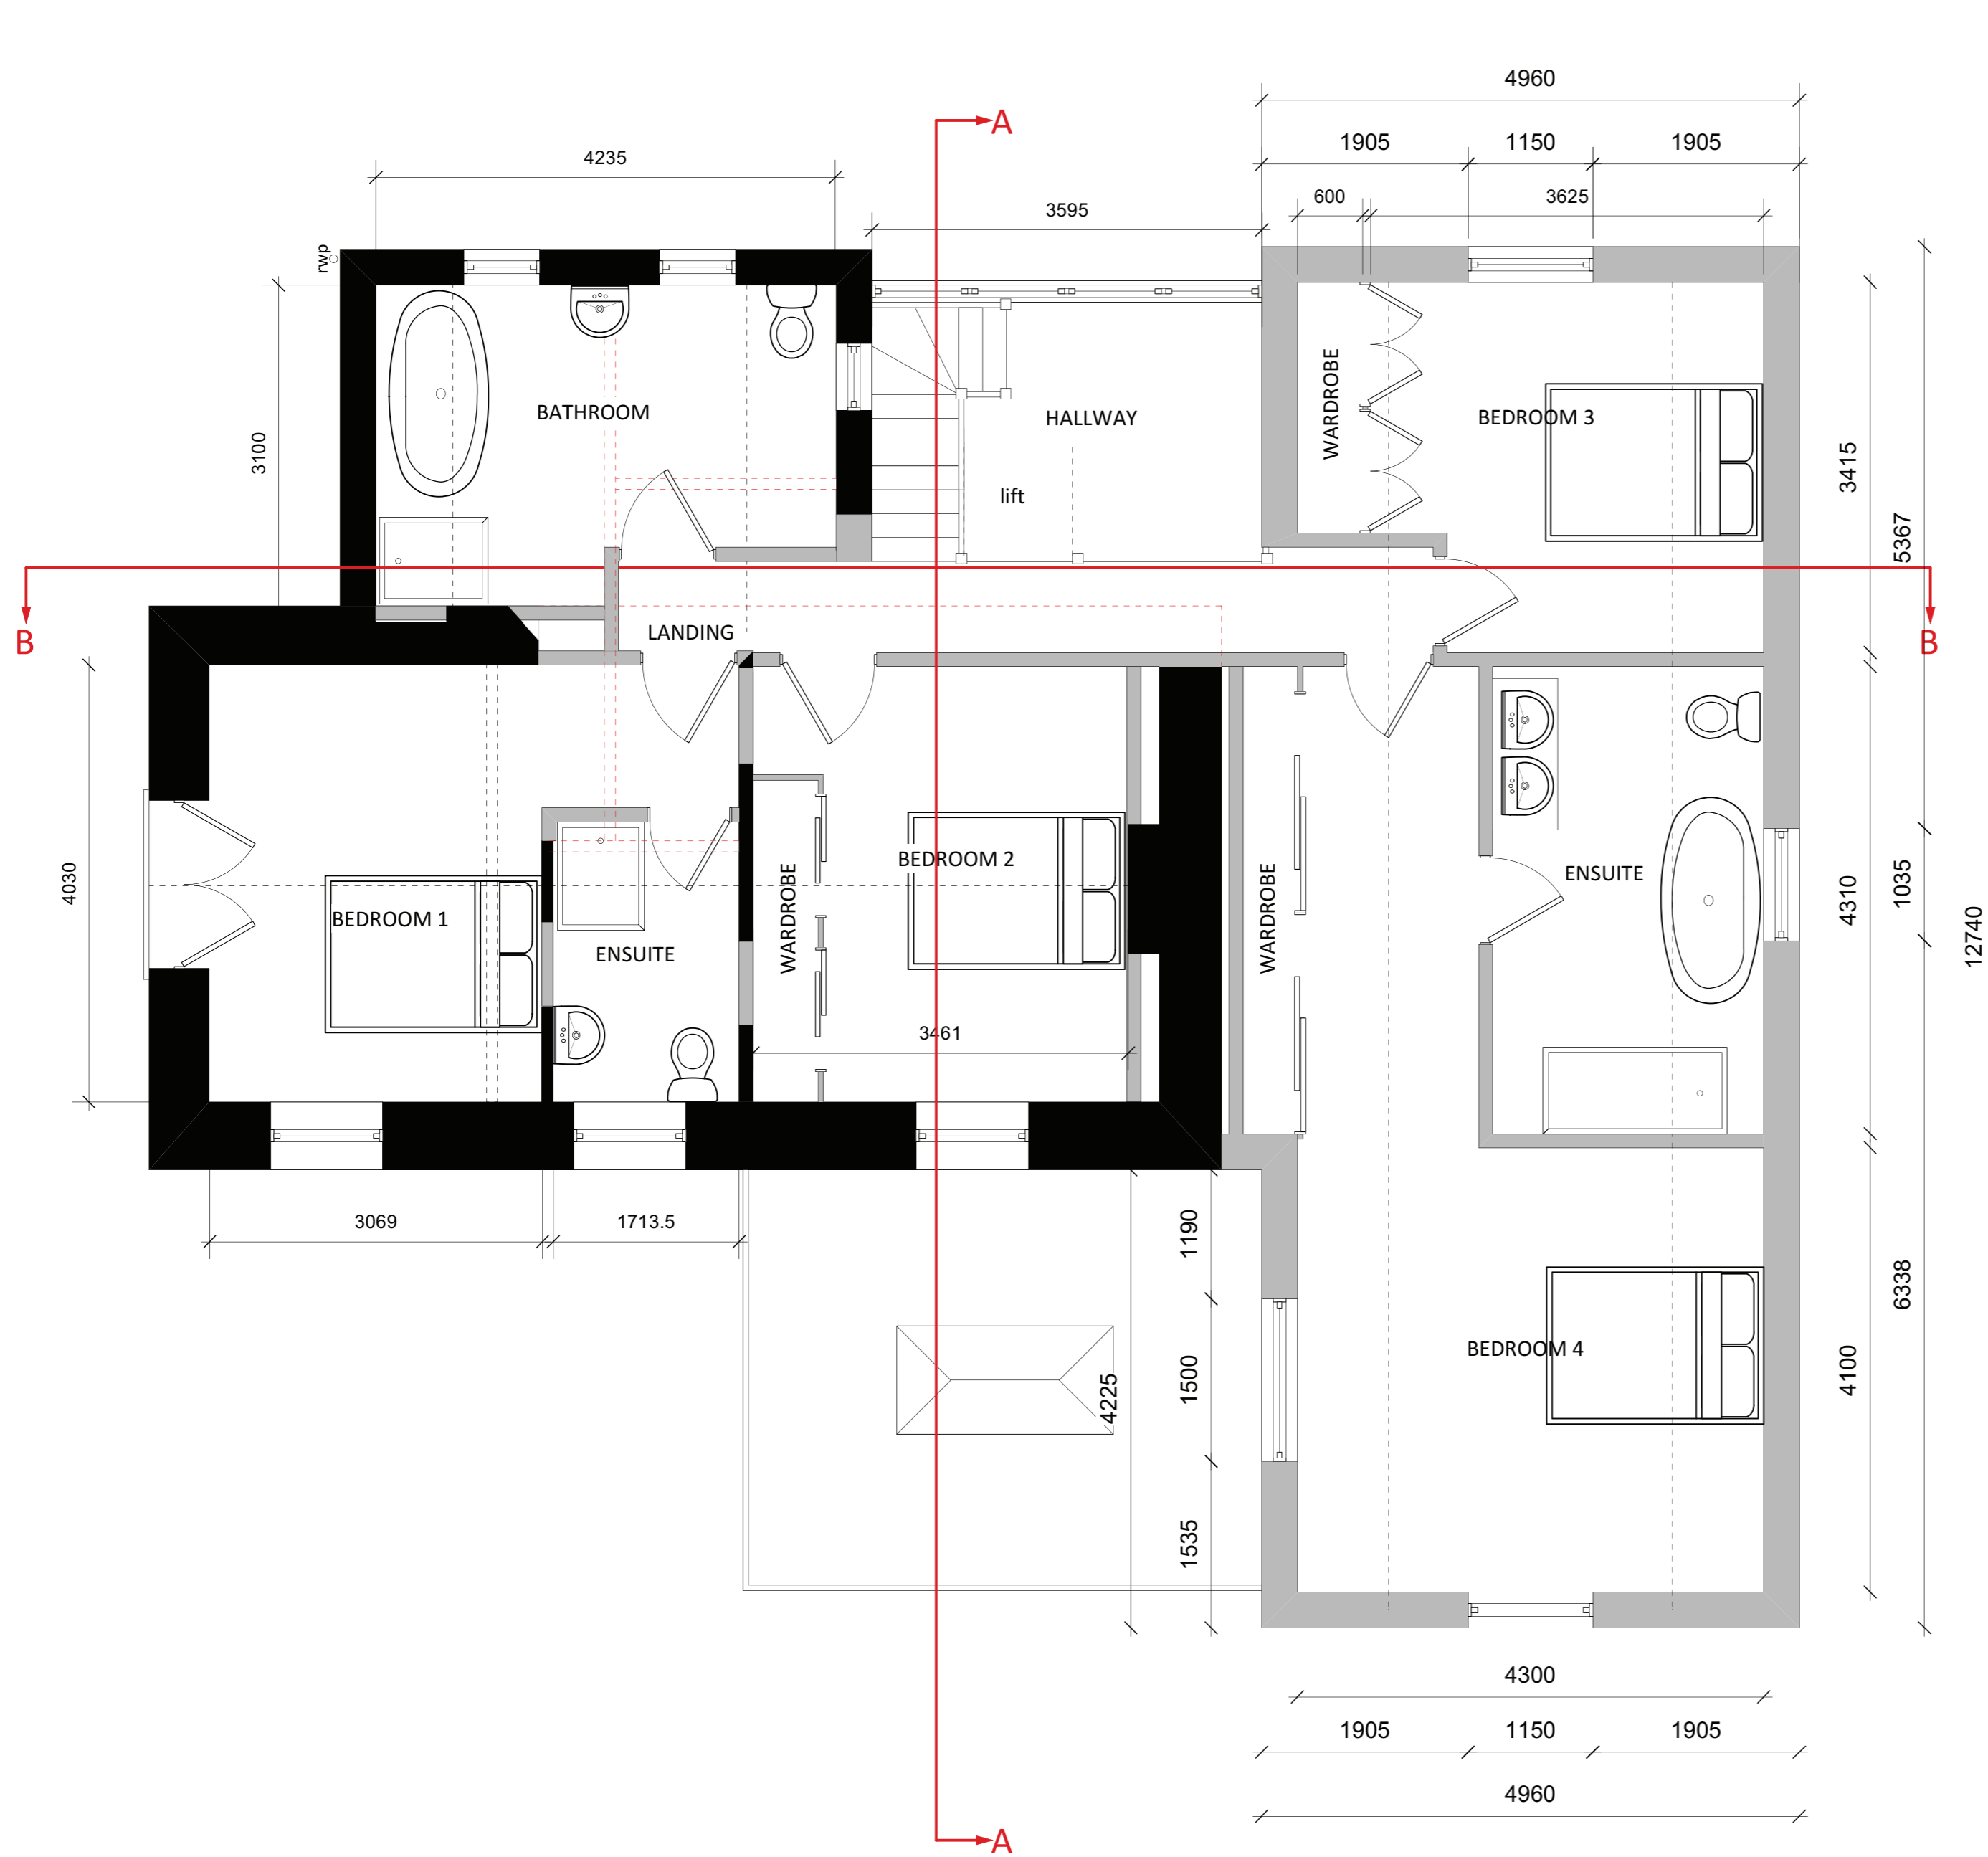 4960
A
1905 1150 1905
4235
600 3625
3595
rwp
WARDROBE
BATHROOM
HALLWAY
BEDROOM 3
3100
3415
lift
5367
B
LANDING
B
4030
BEDROOM 2
WARDROBE
WARDROBE
ENSUITE
4310
1035
BEDROOM 1
12740
ENSUITE
3461
3069
1713.5
1190
6338
BEDROOM 4
1500
4225
4100
1535
4300
1905 1150 1905
4960
A